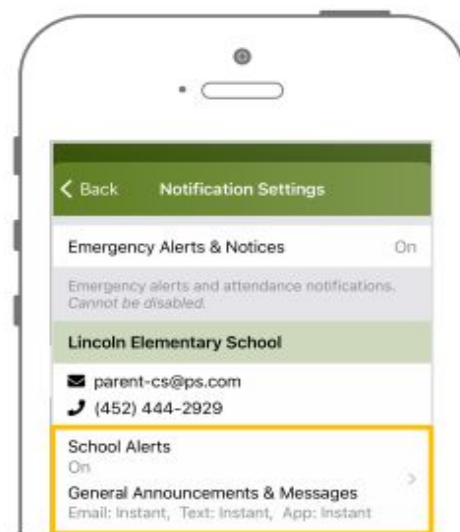 Back Notification Settings
Emergency Alerts & Notices On
Emergency alerts and attendance notifications.
Cannot be disabled.
Lincoln Elementary School
parent-cs@ps.com
(452) 444-2929
School Alerts
On
General Announcements & Messages
Email: Instant, Text: Instant, App: Instant